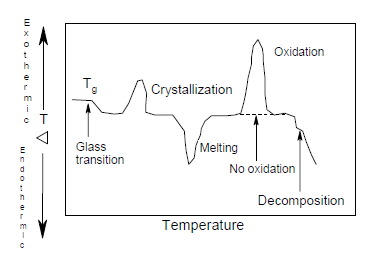 Exothermic
T
◁
Endothermic
Oxidation
Tg
Crystallization
Glass
transition
Melting
No oxidation
Decomposition
Temperature